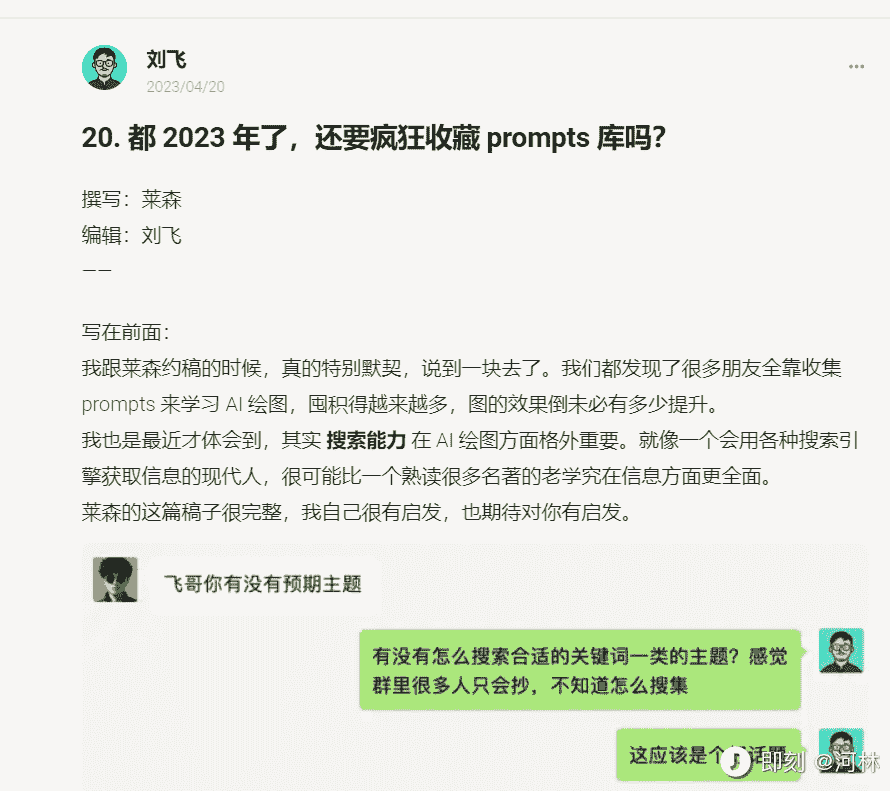 刘飞
2023/04/20
20. 都 2023 年了，还要疯狂收藏 prompts 库吗？
撰写：莱森
编辑：刘飞
——
写在前面：
我跟莱森约稿的时候，真的特别默契，说到一块去了。我们都发现了很多朋友全靠收集
prompts 来学习 AI 绘图，囤积得越来越多，图的效果倒未必有多少提升。
我也是最近才体会到，其实 搜索能力 在 AI 绘图方面格外重要。就像一个会用各种搜索引
擎获取信息的现代人，很可能比一个熟读很多名著的老学究在信息方面更全面。
莱森的这篇稿子很完整，我自己很有启发，也期待对你有启发。
飞哥你有没有预期主题
有没有怎么搜索合适的关键词一类的主题？感觉
群里很多人只会抄，不知道怎么搜集
这应该是个 话题
即刻 @河林